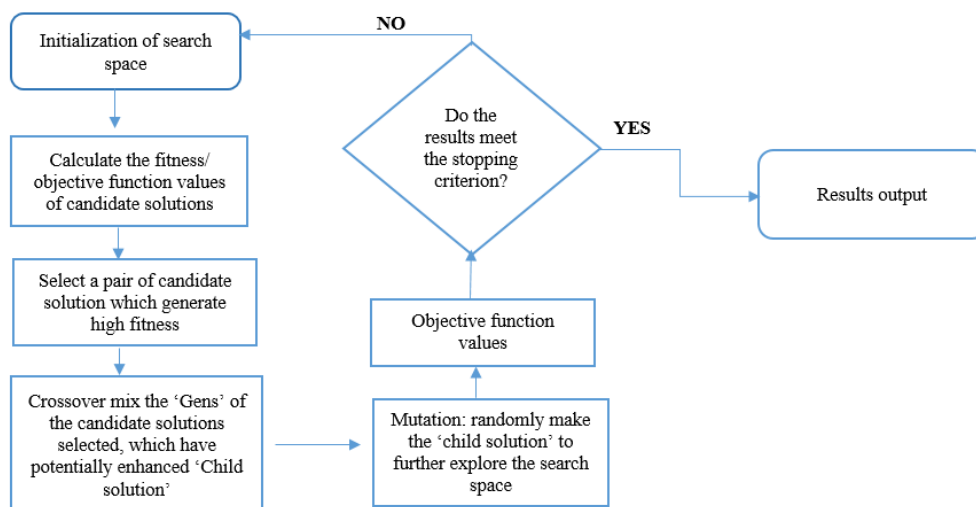 Initialization of search
space
NO
Do the
results meet
the stopping
criterion?
YES
Results output
Calculate the fitness/
objective function values
of candidate solutions
Select a pair of candidate
solution which generate
high fitness
Crossover mix the ‘Gens’ of
the candidate solutions
selected, which have
potentially enhanced ‘Child
solution’
Mutation: randomly make
the ‘child solution’ to
further explore the search
space
Objective function
values